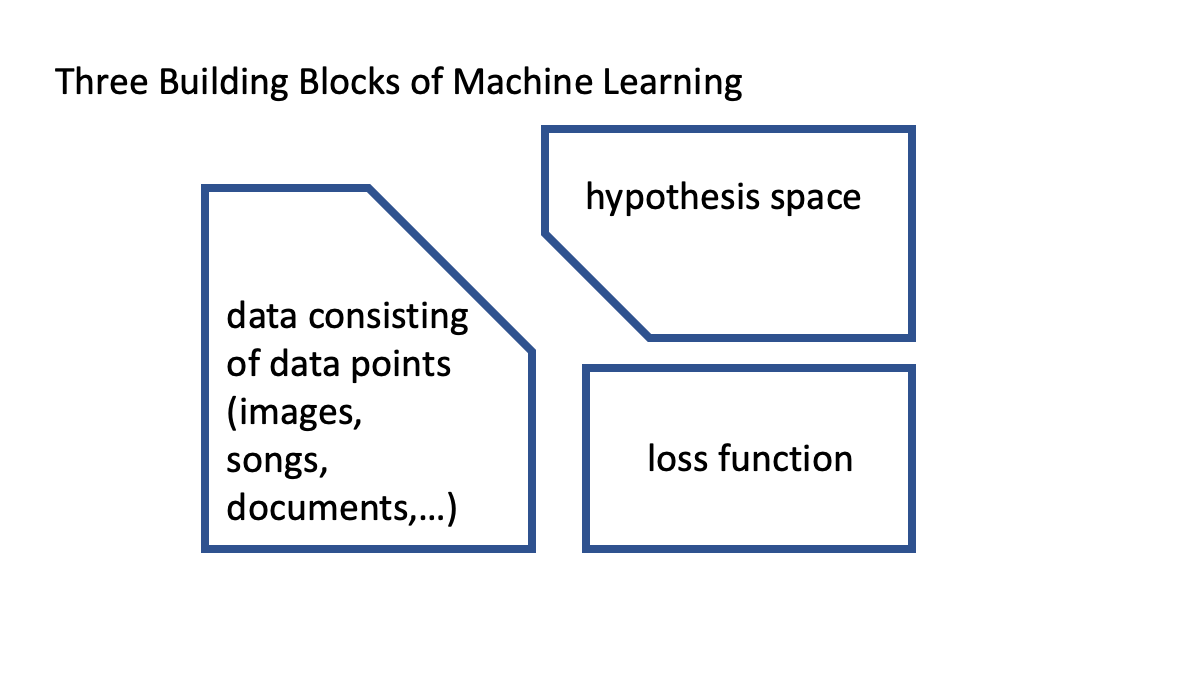 Three Building Blocks of Machine Learning
hypothesis space
data consisting
of data points
(images,
songs,
documents,...)
loss function